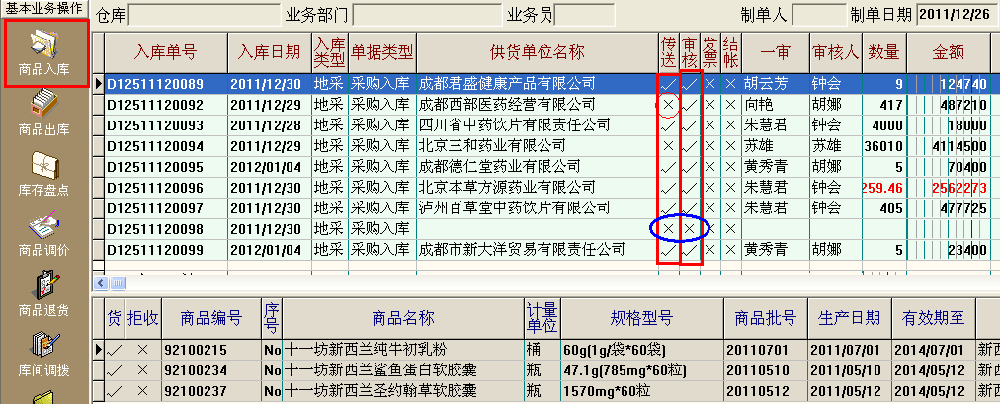 基本业务操作
商品入库
商品出库
库存盘点
商品调价
商品退货
库间调拨
仓库 业务部门 业务员 制单人 制单日期 2011/12/26
入库单号 入库日期 入库类型 单据类型 供货单位名称 传送 审核 发票 结帐 一审 审核人 数量 金额
D12511120089 2011/12/30 地采 采购入库 成都君盛健康产品有限公司 ✓ ✓ × × 胡云芳 钟会 9 124740
D12511120092 2011/12/29 地采 采购入库 成都西部医药经营有限公司 × ✓ × × 向艳 胡娜 417 487210
D12511120093 2011/12/28 地采 采购入库 四川省中药饮片有限责任公司 ✓ ✓ × × 朱慧君 钟会 4000 18000
D12511120094 2011/12/29 地采 采购入库 北京三和药业有限公司 × ✓ × × 苏雄 苏雄 36010 4114500
D12511120095 2012/01/04 地采 采购入库 成都德仁堂药业有限公司 ✓ ✓ × × 黄秀青 胡娜 5 70400
D12511120096 2011/12/30 地采 采购入库 北京本草方源药业有限公司 ✓ ✓ × × 朱慧君 钟会 259.46 2562273
D12511120097 2011/12/30 地采 采购入库 泸州百草堂中药饮片有限公司 ✓ ✓ × × 朱慧君 钟会 405 477725
D12511120098 2011/12/30 地采 采购入库 × × × ×
D12511120099 2012/01/04 地采 采购入库 成都市新大洋贸易有限责任公司 ✓ ✓ × × 黄秀青 胡娜 5 23400
货 拒收 商品编号 序号 商品名称 计量单位 规格型号 商品批号 生产日期 有效期至
✓ × 92100215 No 十一坊新西兰纯牛初乳粉 桶 60g(1g/袋*60袋) 20110701 2011/07/01 2014/07/01 新西
✓ × 92100234 No 十一坊新西兰鲨鱼蛋白软胶囊 瓶 47.1g(785mg*60粒) 20110510 2011/05/10 2014/05/12 新西
✓ × 92100237 No 十一坊新西兰圣约翰草软胶囊 瓶 1570mg*60粒 20110512 2011/05/12 2014/05/12 新西